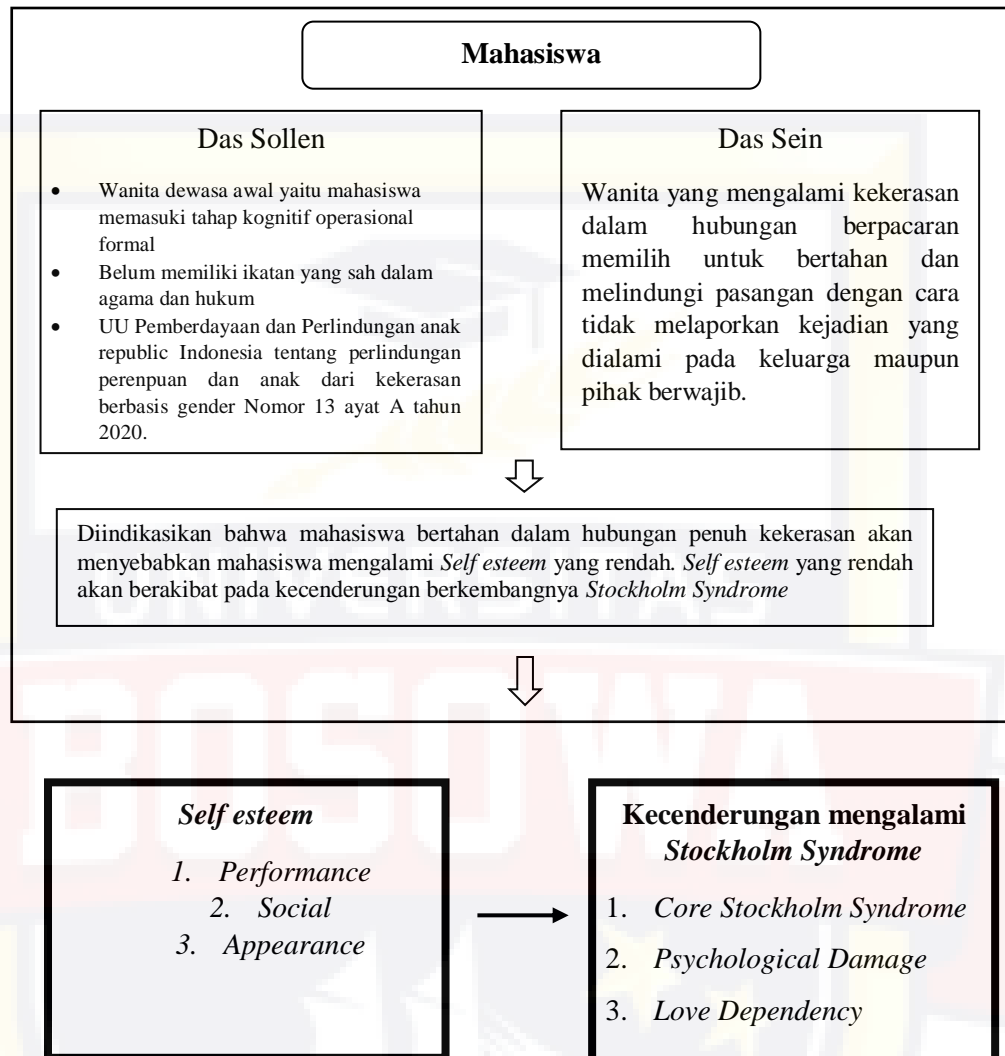 Mahasiswa
Das Sollen
• Wanita dewasa awal yaitu mahasiswa
memasuki tahap kognitif operasional
formal
• Belum memiliki ikatan yang sah dalam
agama dan hukum
• UU Pemberdayaan dan Perlindungan anak
republic Indonesia tentang perlindungan
perenpuan dan anak dari kekerasan
berbasis gender Nomor 13 ayat A tahun
2020.
Das Sein
Wanita yang mengalami kekerasan
dalam hubungan berpacaran
memilih untuk bertahan dan
melindungi pasangan dengan cara
tidak melaporkan kejadian yang
dialami pada keluarga maupun
pihak berwajib.
Diindikasikan bahwa mahasiswa bertahan dalam hubungan penuh kekerasan akan
menyebabkan mahasiswa mengalami Self esteem yang rendah. Self esteem yang rendah
akan berakibat pada kecenderungan berkembangnya Stockholm Syndrome
UNIVERSITAS
BOSOWA
Self esteem
1. Performance
2. Social
3. Appearance
Kecenderungan mengalami
Stockholm Syndrome
1. Core Stockholm Syndrome
2. Psychological Damage
3. Love Dependency